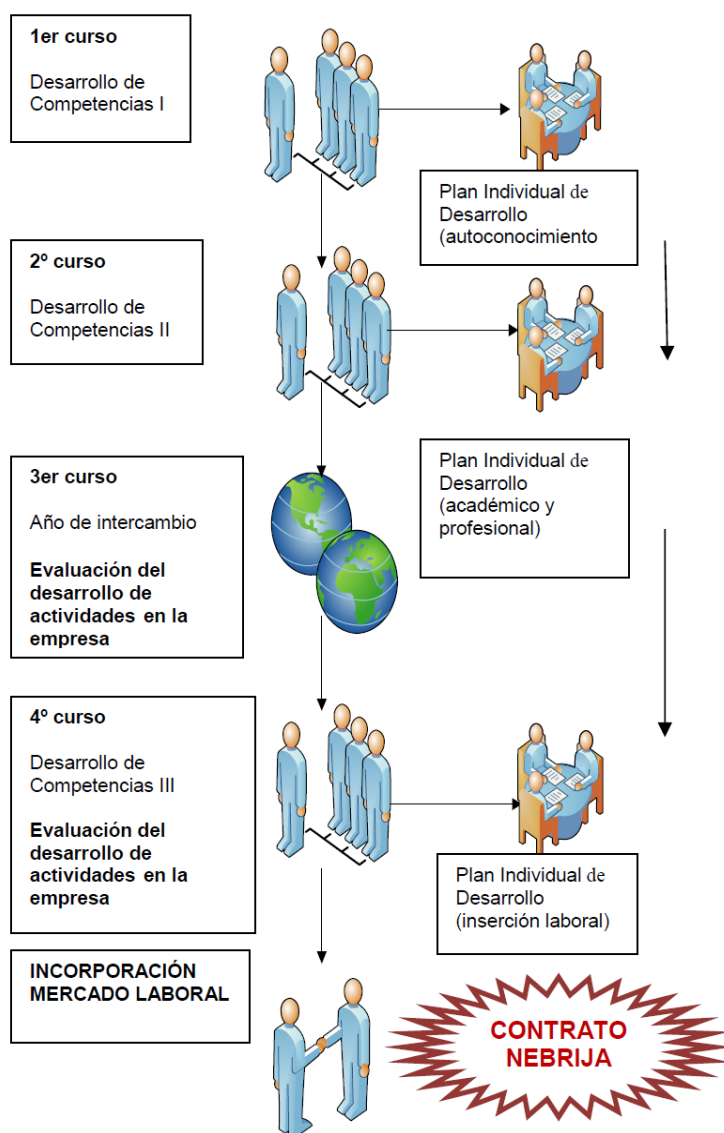 1er curso
Desarrollo de
Competencias I
Plan Individual de
Desarrollo
(autoconocimiento
2º curso
Desarrollo de
Competencias II
3er curso
Año de intercambio
Evaluación del
desarrollo de
actividades en la
empresa
Plan Individual de
Desarrollo
(académico y
profesional)
4º curso
Desarrollo de
Competencias III
Evaluación del
desarrollo de
actividades en la
empresa
Plan Individual de
Desarrollo
(inserción laboral)
INCORPORACIÓN
MERCADO LABORAL
CONTRATO
NEBRIJA